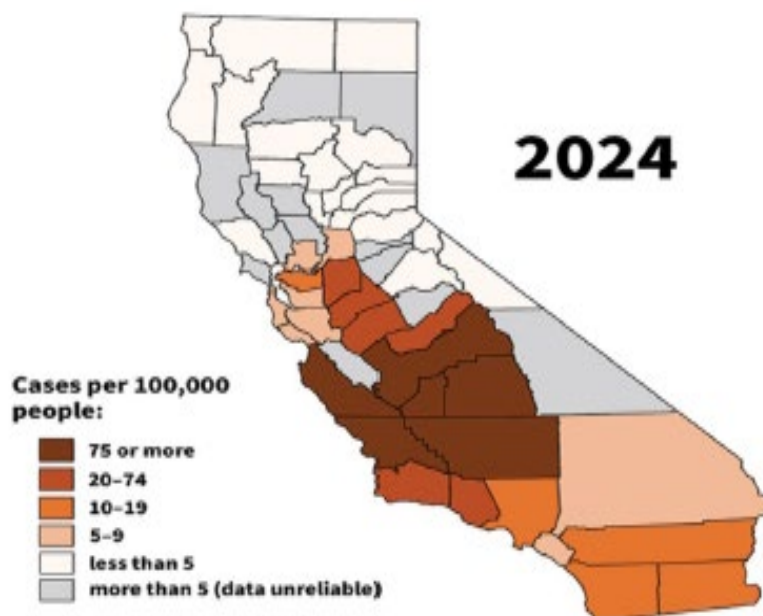 2024
Cases per 100,000
people:
75 or more
20–74
10–19
5–9
less than 5
more than 5 (data unreliable)